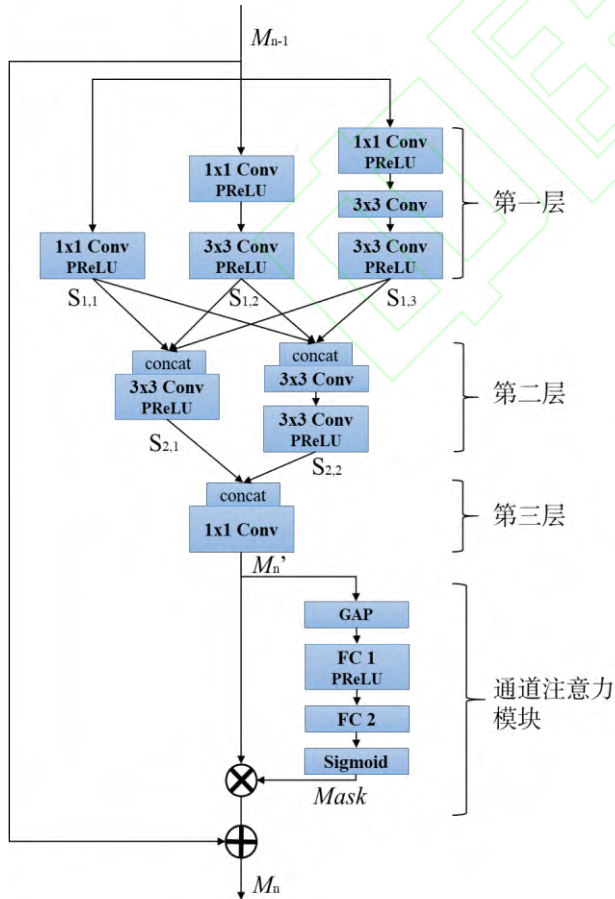 Mn-1
1x1 Conv
PReLU
3x3 Conv
3x3 Conv
PReLU
1x1 Conv
PReLU
3x3 Conv
PReLU
1x1 Conv
PReLU
第一层
S1,1
S1,2
S1,3
concat
3x3 Conv
PReLU
concat
3x3 Conv
3x3 Conv
PReLU
第二层
S2,1
S2,2
concat
1x1 Conv
第三层
Mn’
GAP
FC 1
PReLU
FC 2
Sigmoid
通道注意力
模块
Mask
Mn